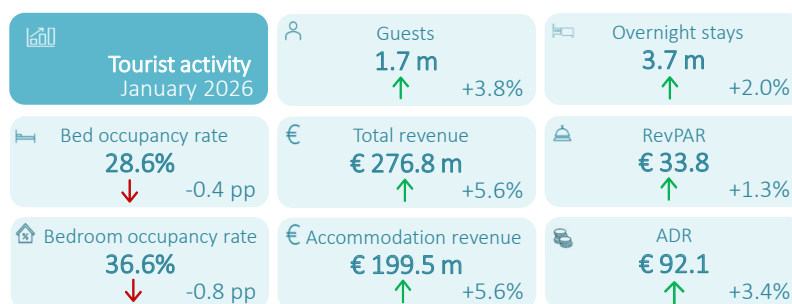 Tourist activity
January 2026
Guests
1.7 m
+3.8%
Overnight stays
3.7 m
+2.0%
Bed occupancy rate
28.6%
-0.4 pp
€ Total revenue
€ 276.8 m
+5.6%
RevPAR
€ 33.8
+1.3%
Bedroom occupancy rate
36.6%
-0.8 pp
€ Accommodation revenue
€ 199.5 m
+5.6%
ADR
€ 92.1
+3.4%